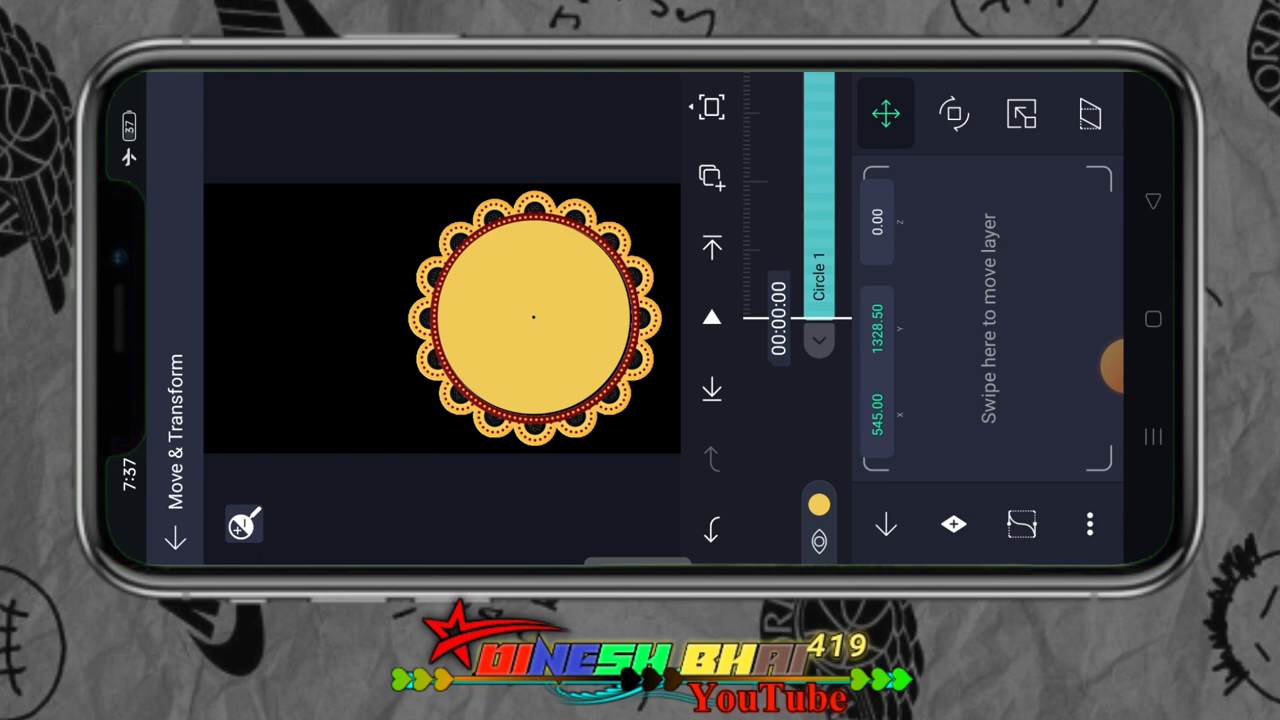 7:37
37
Move & Transform
00:00:00
Circle 1
545.00
X
1328.50
Y
0.00
Z
Swipe here to move layer
DINESH BHAI 419
YouTube